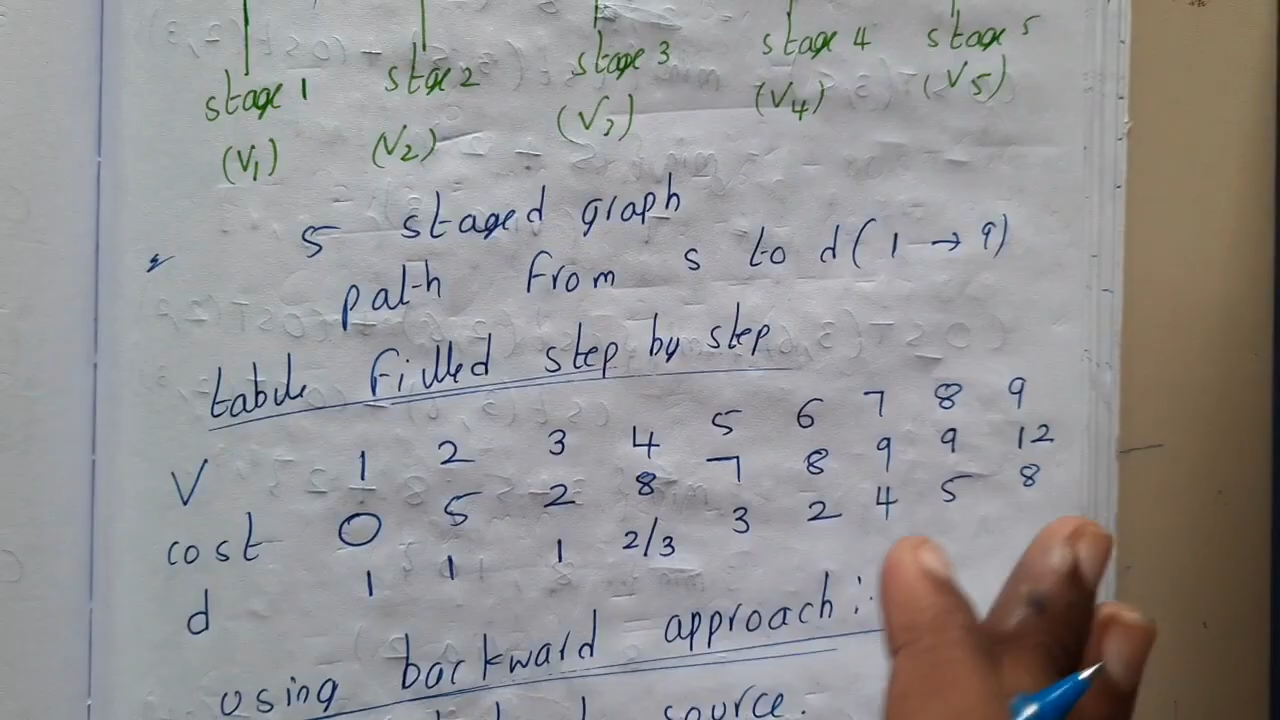 stage 1 stage 2 stage 3 stage 4 stage 5
(V1) (V2) (V3) (V4) (V5)
5 staged graph
path from s to d (1 → 9)
table filled step by step
V 1 2 3 4 5 6 7 8 9
cost 0 5 2 8 7 8 9 9 12
d 1 1 1 2/3 3 2 4 5 8
using backward approach:
source.